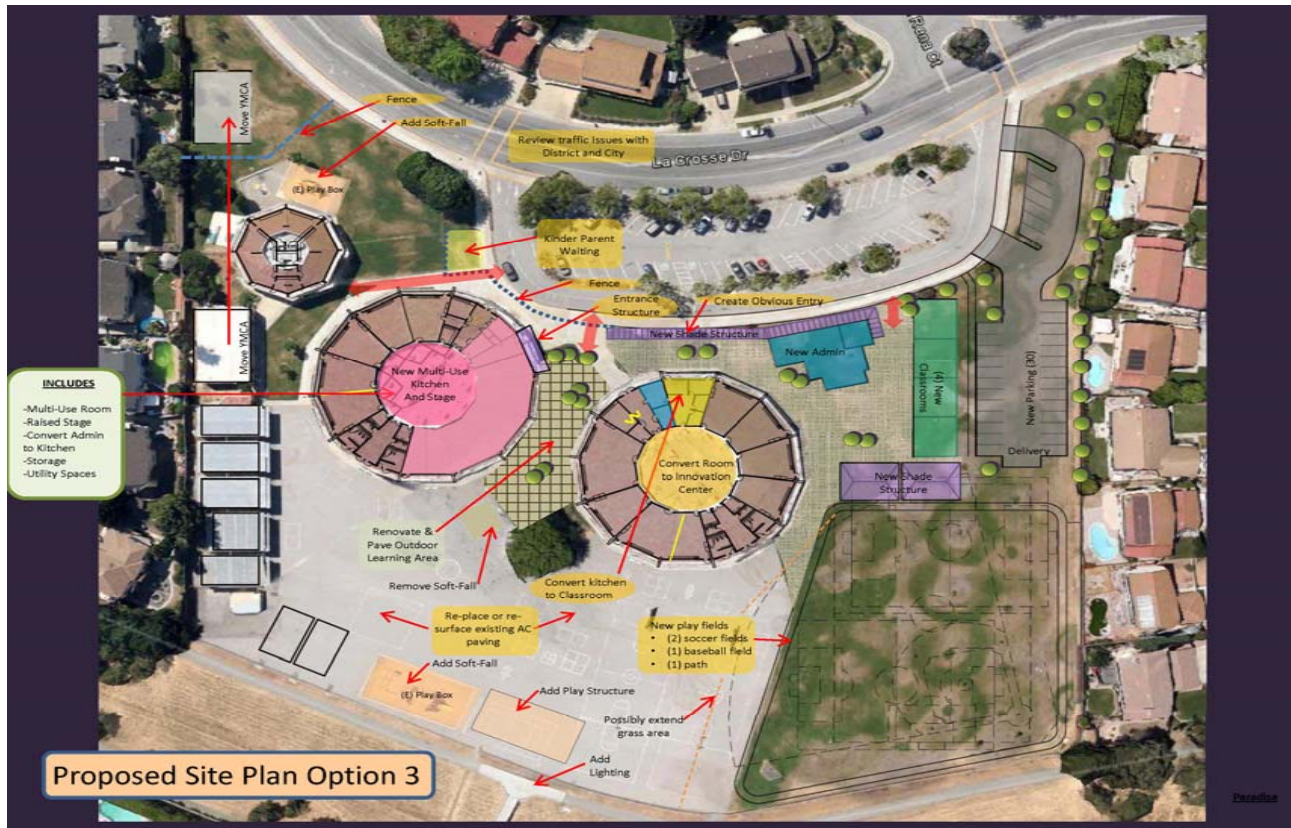 La Runa Ct
Move YMCA
Fence
Add Soft-Fall
Review traffic Issues with
District and City
La Crosse Dr
(E) Play Box
Kinder Parent
Waiting
Fence
Entrance
Structure
Create Obvious Entry
New Shade Structure
Move YMCA
New Admin
(4) New
Classrooms
New Parking (30)
INCLUDES
-Multi-Use Room
-Raised Stage
-Convert Admin
to Kitchen
-Storage
-Utility Spaces
New Multi-Use
Kitchen
And Stage
Convert Room
to Innovation
Center
Delivery
New Shade
Structure
Renovate &
Pave Outdoor
Learning Area
Remove Soft-Fall
Convert kitchen
to Classroom
Re-place or re-
surface existing AC
paving
New play fields
• (2) soccer fields
• (1) baseball field
• (1) path
Add Soft-Fall
(E) Play Box
Add Play Structure
Possibly extend
grass area
Add
Lighting
Proposed Site Plan Option 3
Paradise